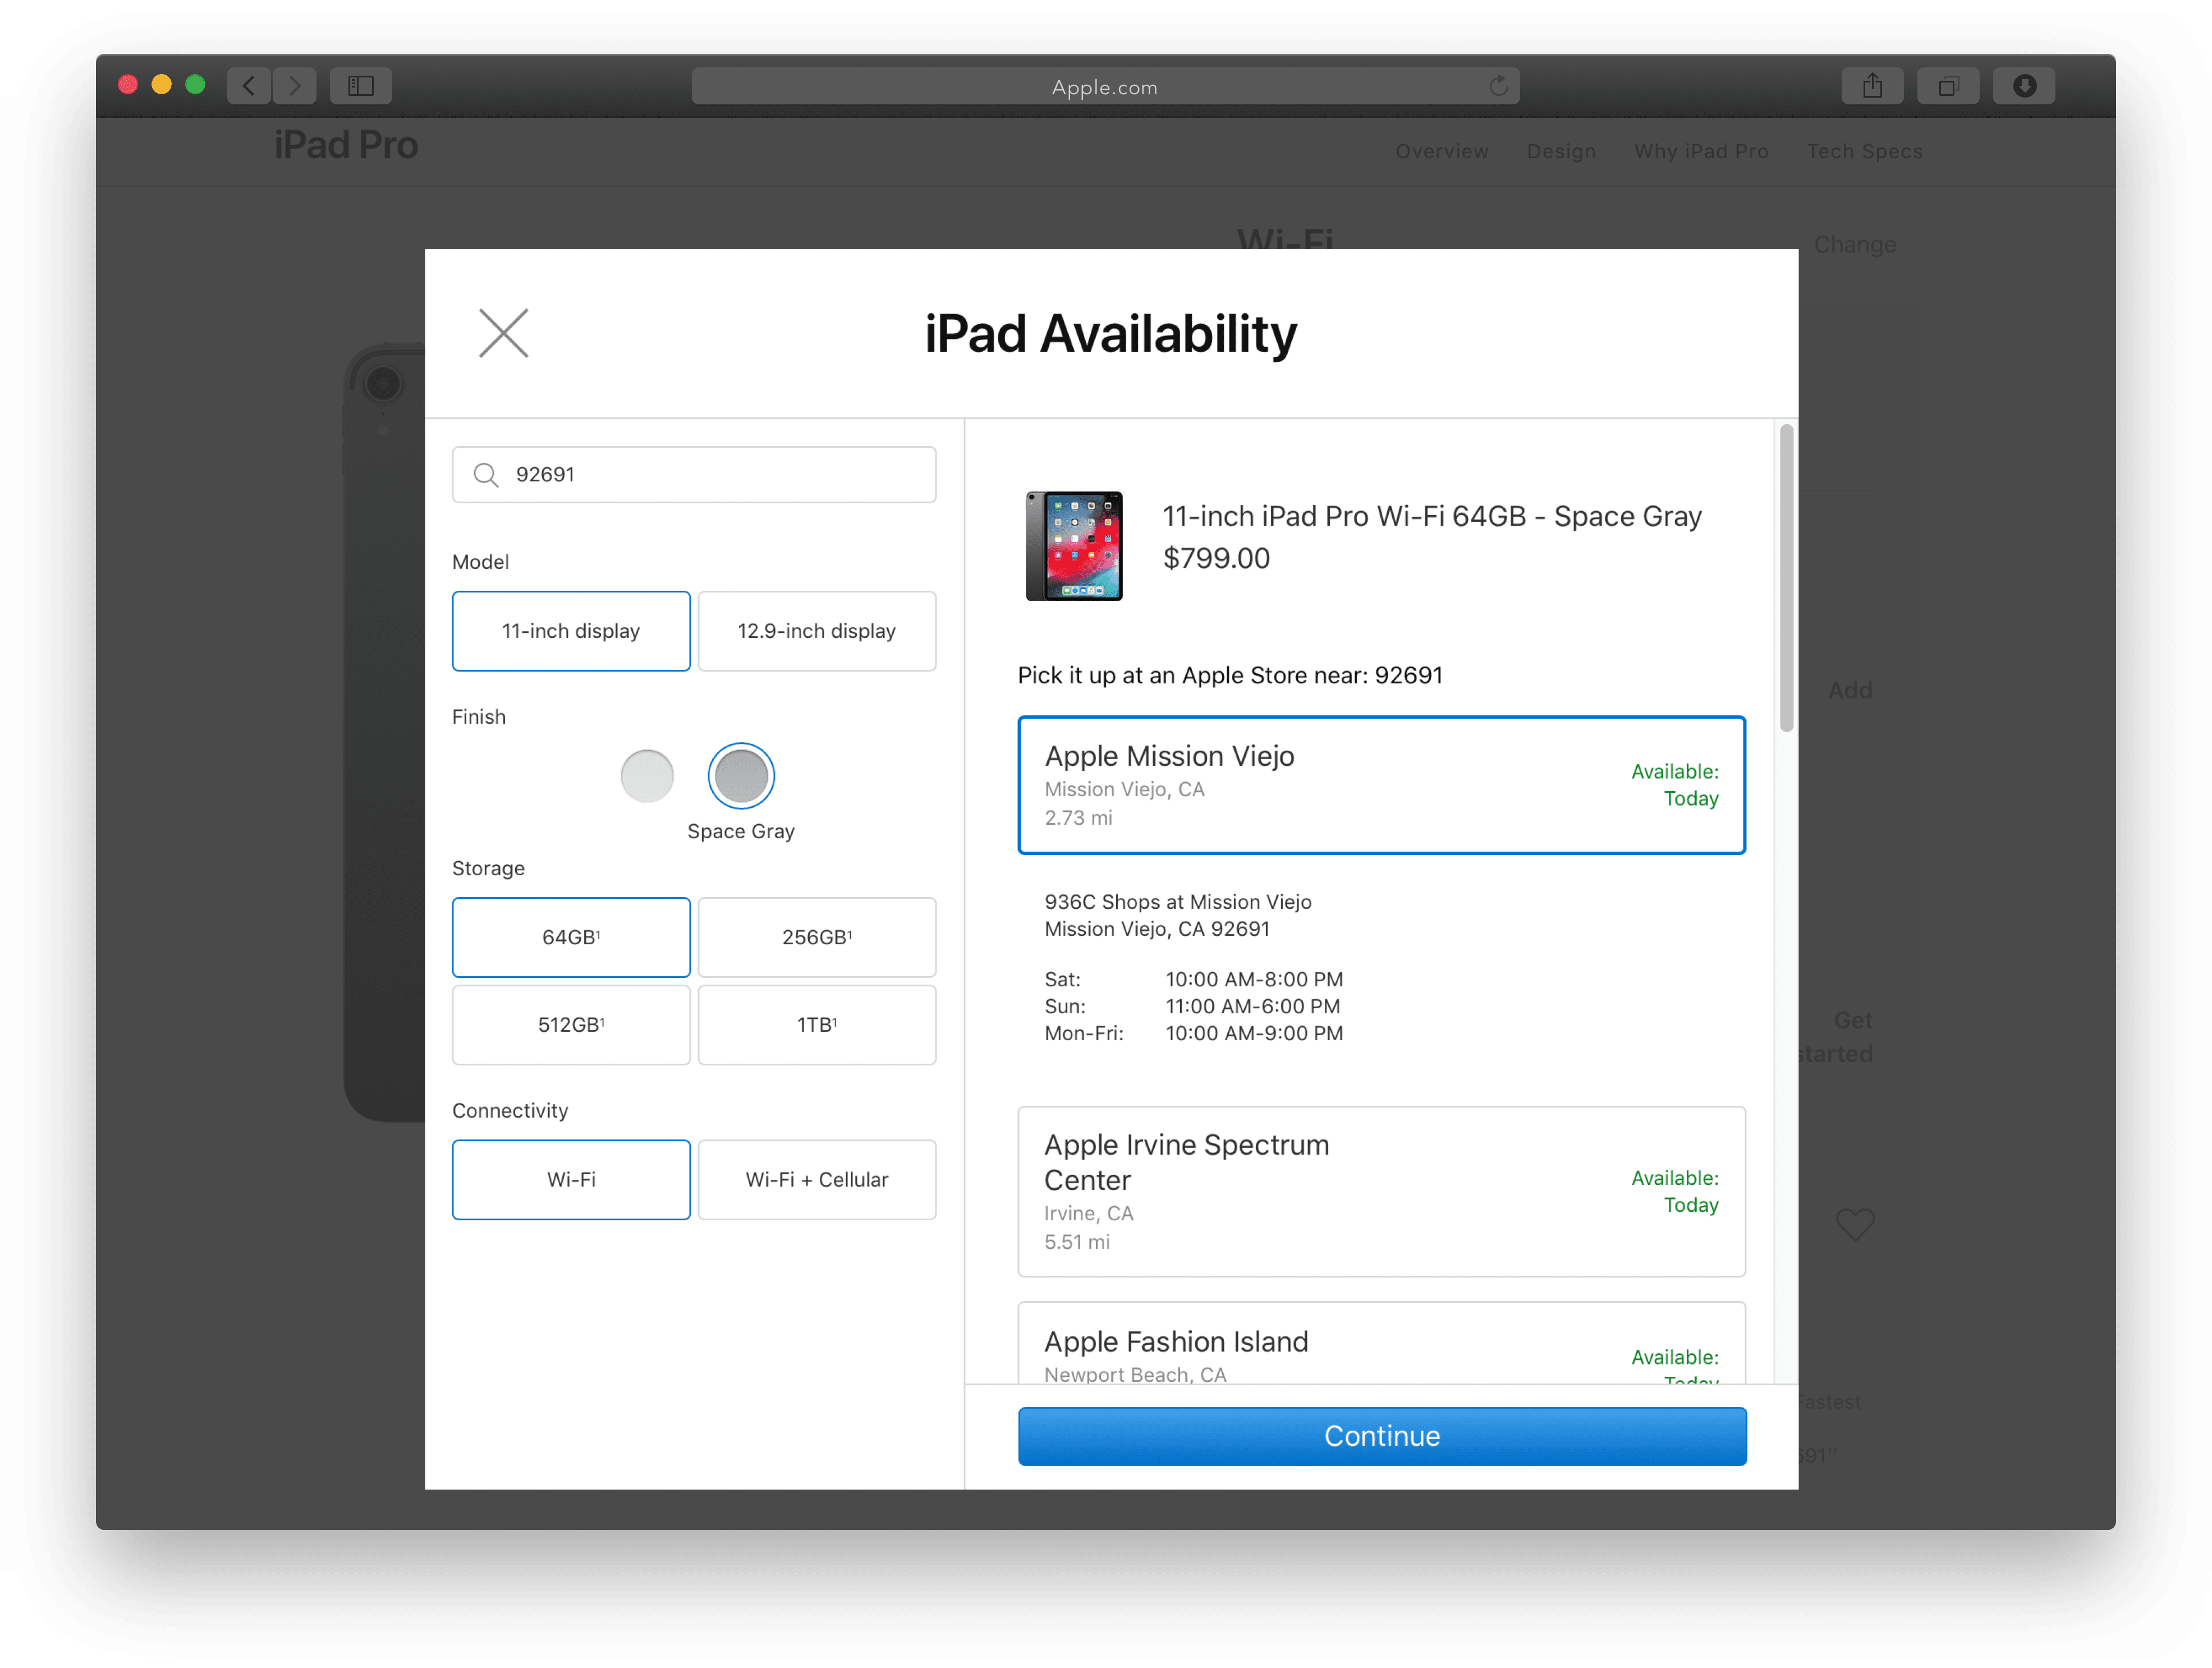 Apple.com
iPad Pro
Overview Design Why iPad Pro Tech Specs
Wi-Fi Change
iPad Availability
92691
Model
11-inch display 12.9-inch display
Finish
Space Gray
Storage
64GB¹ 256GB¹
512GB¹ 1TB¹
Connectivity
Wi-Fi Wi-Fi + Cellular
11-inch iPad Pro Wi-Fi 64GB - Space Gray
$799.00
Pick it up at an Apple Store near: 92691
Apple Mission Viejo
Mission Viejo, CA
2.73 mi
Available:
Today
936C Shops at Mission Viejo
Mission Viejo, CA 92691
Sat: 10:00 AM-8:00 PM
Sun: 11:00 AM-6:00 PM
Mon-Fri: 10:00 AM-9:00 PM
Apple Irvine Spectrum
Center
Irvine, CA
5.51 mi
Available:
Today
Apple Fashion Island
Newport Beach, CA
Available:
Today
Continue
Add
Get
started
Fastest